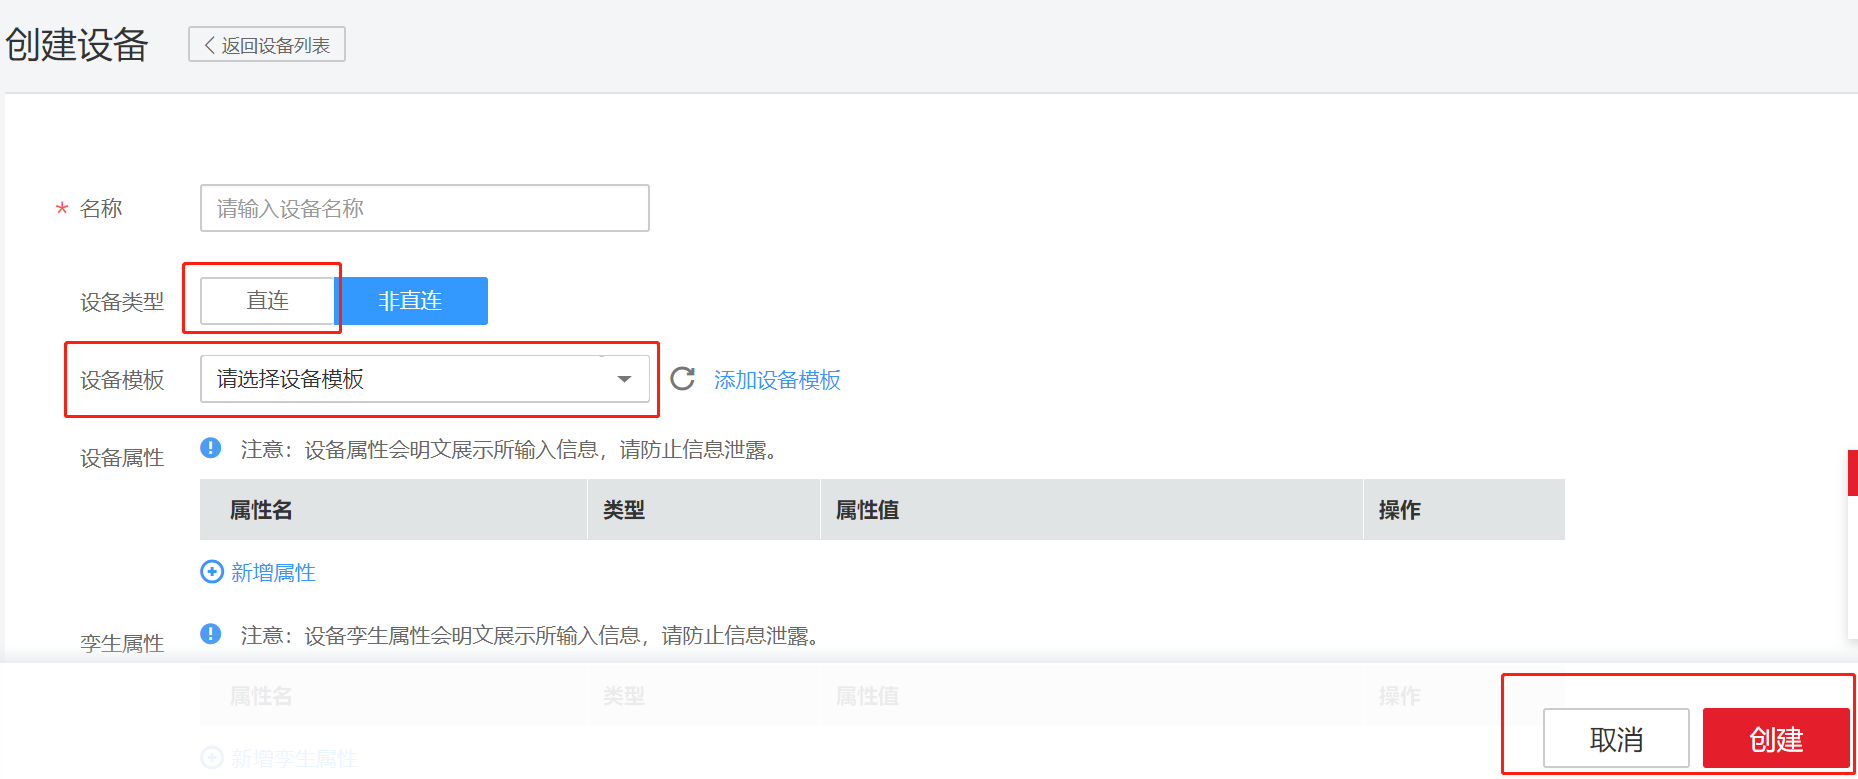 创建设备 返回设备列表
* 名称 请输入设备名称
设备类型 直连 非直连
设备模板 请选择设备模板 添加设备模板
设备属性 注意：设备属性会明文展示所输入信息，请防止信息泄露。
属性名 类型 属性值 操作
新增属性
孪生属性 注意：设备孪生属性会明文展示所输入信息，请防止信息泄露。
属性名 类型 属性值 操作
新增孪生属性
取消 创建